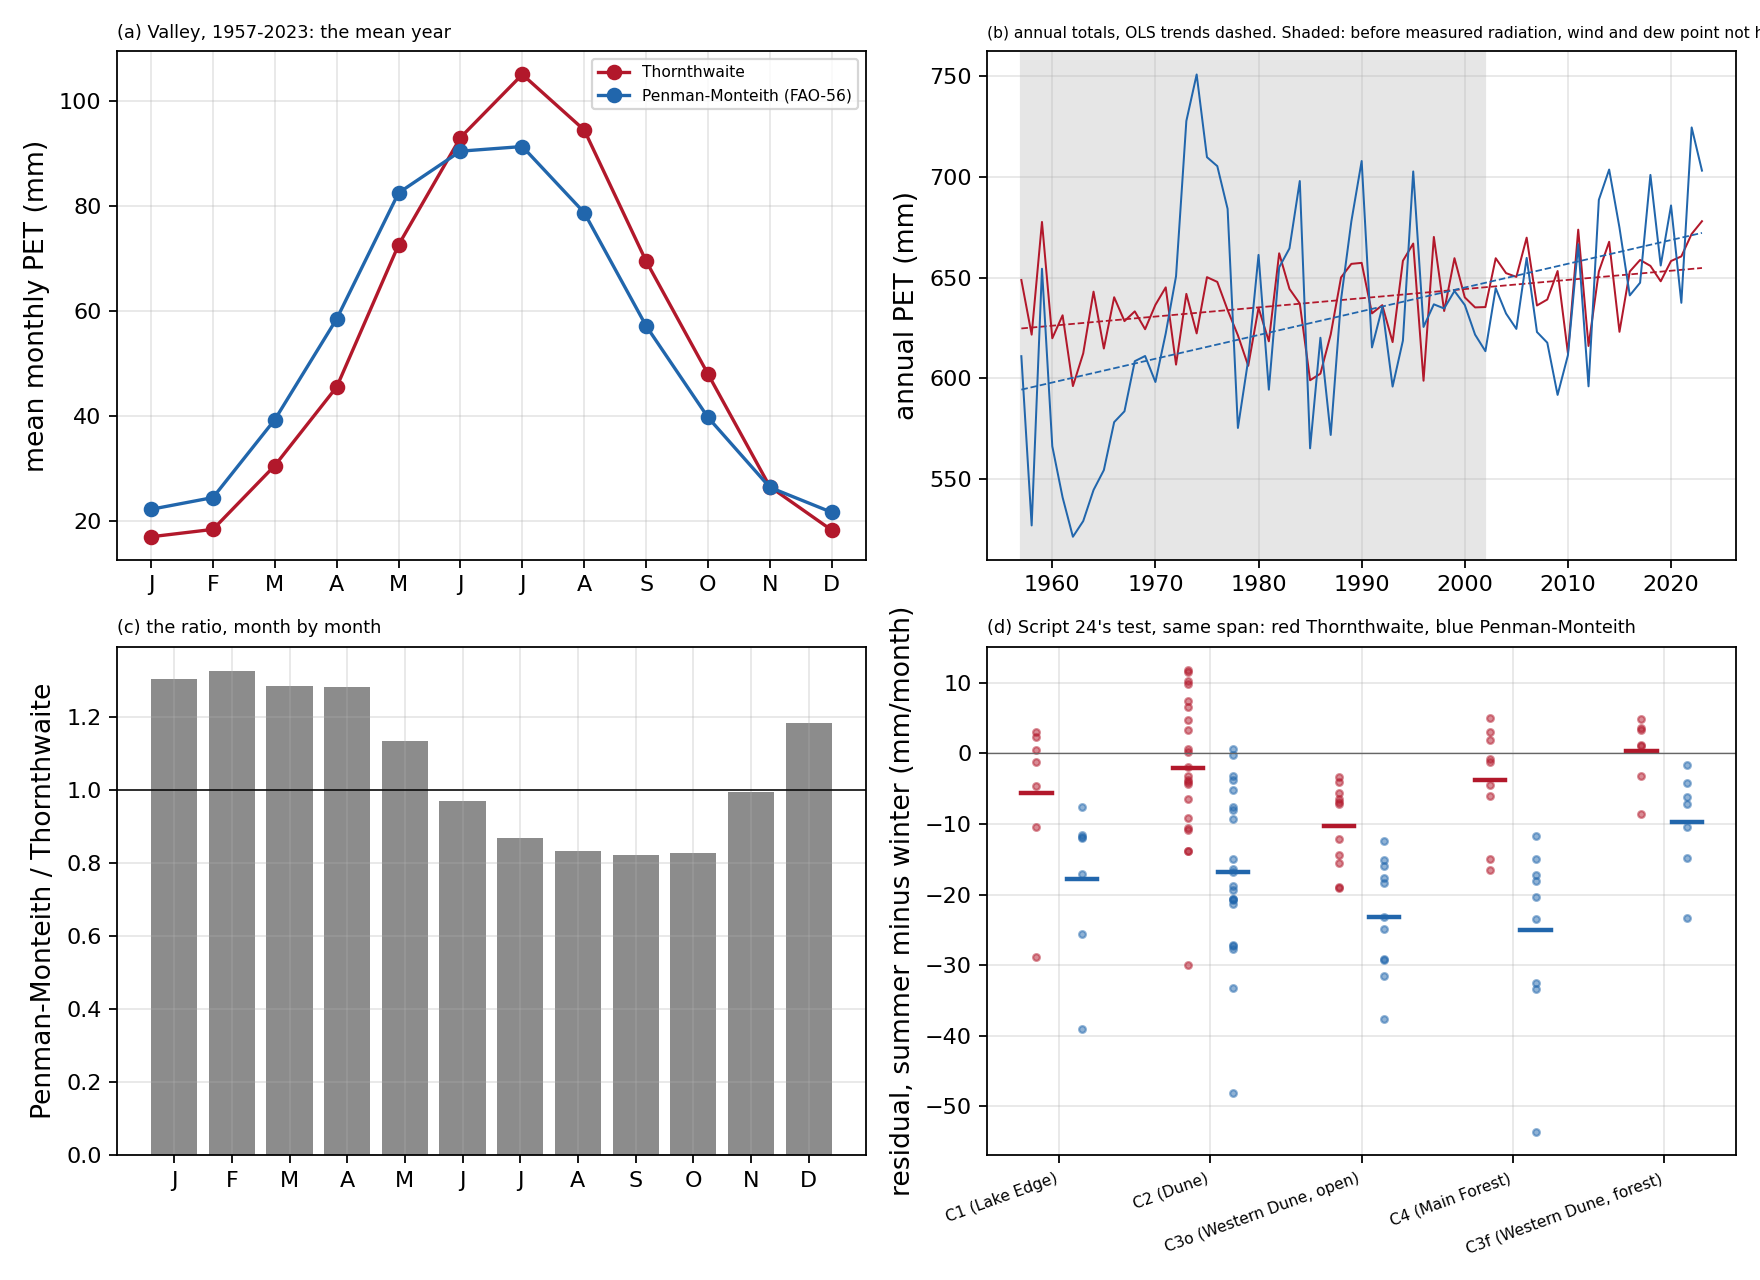 (a) Valley, 1957-2023: the mean year
mean monthly PET (mm)
100
80
60
40
20
Thornthwaite
Penman-Monteith (FAO-56)
J F M A M J J A S O N D
(b) annual totals, OLS trends dashed. Shaded: before measured radiation, wind and dew point not
annual PET (mm)
750
700
650
600
550
1960 1970 1980 1990 2000 2010 2020
(c) the ratio, month by month
Penman-Monteith / Thornthwaite
1.2
1.0
0.8
0.6
0.4
0.2
0.0
J F M A M J J A S O N D
(d) Script 24's test, same span: red Thornthwaite, blue Penman-Monteith
residual, summer minus winter (mm/month)
10
0
−10
−20
−30
−40
−50
C1 (Lake Edge)
C2 (Dune)
C3o (Western Dune, open)
C4 (Main Forest)
C3f (Western Dune, forest)